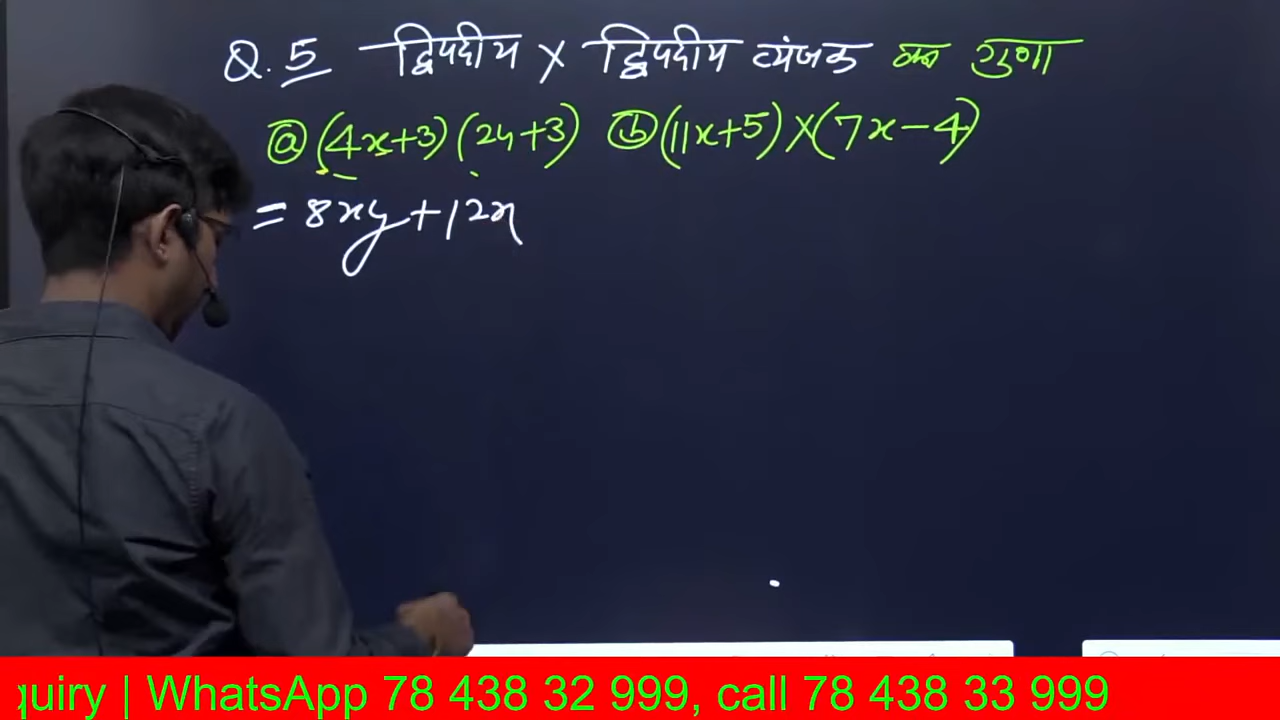 Q. 5 द्विपदीय × द्विपदीय व्यंजक का गुणा
ⓐ (4x+3) (2y+3) ⓑ (11x+5) × (7x-4)
= 8xy + 12x
quiry | WhatsApp 78 438 32 999, call 78 438 33 999